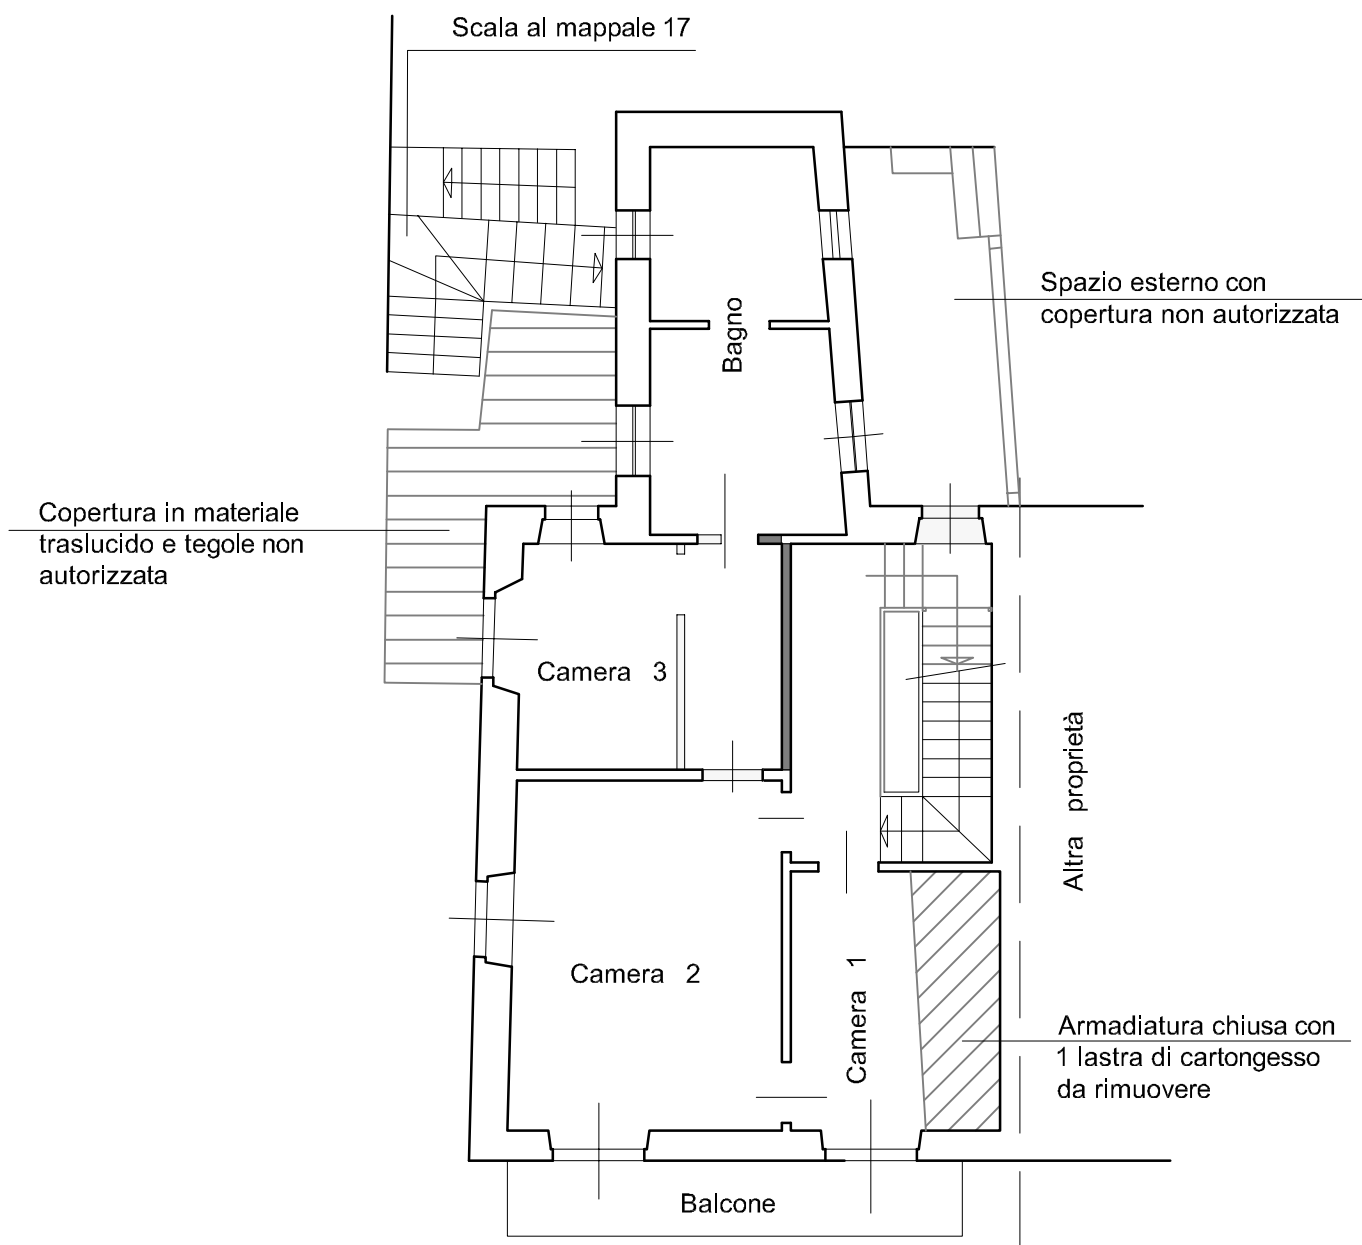 Scala al mappale 17
Spazio esterno con
copertura non autorizzata
Bagno
Copertura in materiale
traslucido e tegole non
autorizzata
Camera 3
Altra proprietà
Camera 2
Camera 1
Armadiatura chiusa con
1 lastra di cartongesso
da rimuovere
Balcone